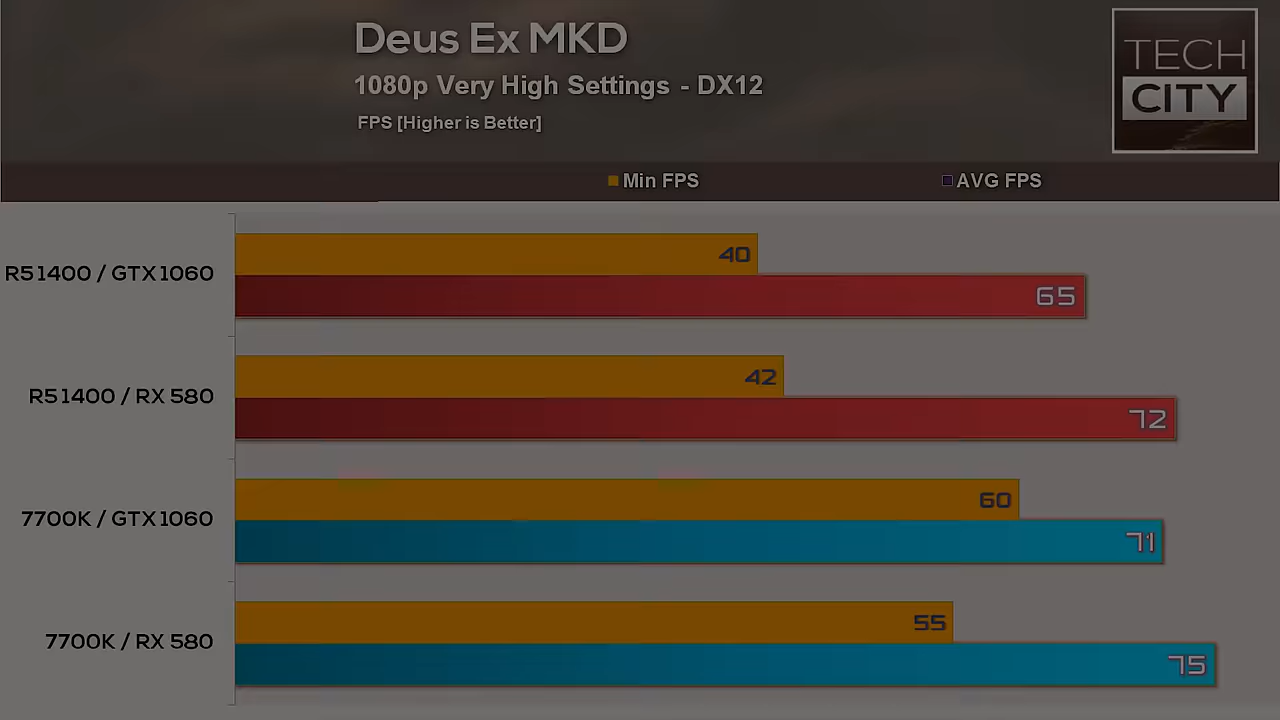 Deus Ex MKD
1080p Very High Settings - DX12
FPS [Higher is Better]
TECH
CITY
Min FPS
AVG FPS
R5 1400 / GTX 1060
40
65
R5 1400 / RX 580
42
72
7700K / GTX 1060
60
71
7700K / RX 580
55
75